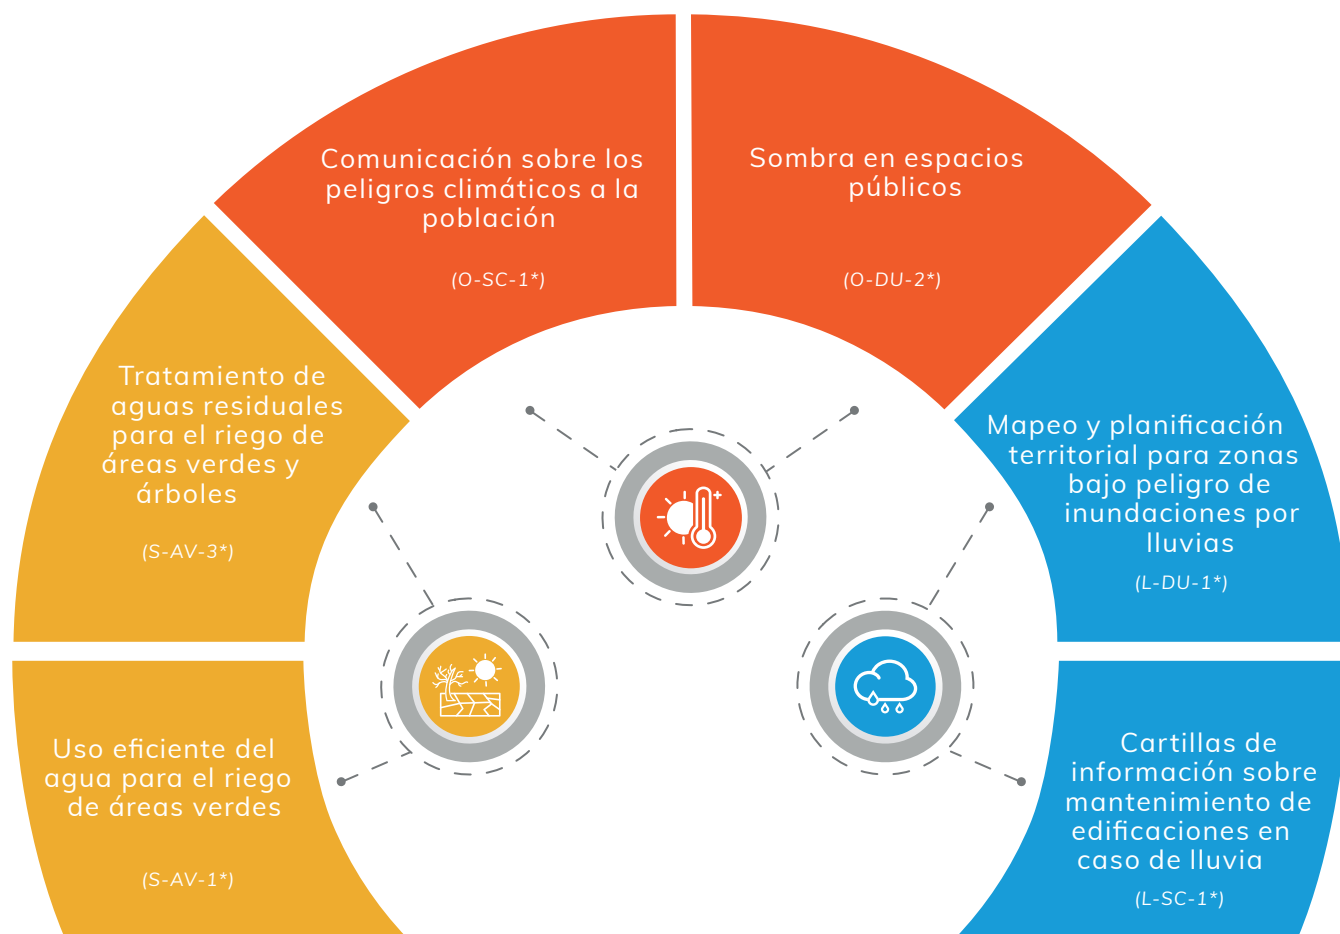 Comunicación sobre los
peligros climáticos a la
población
(O-SC-1*)
Sombra en espacios
públicos
(O-DU-2*)
Tratamiento de
aguas residuales
para el riego de
áreas verdes y
árboles
(S-AV-3*)
Mapeo y planificación
territorial para zonas
bajo peligro de
inundaciones por
lluvias
(L-DU-1*)
Uso eficiente del
agua para el riego
de áreas verdes
(S-AV-1*)
Cartillas de
información sobre
mantenimiento de
edificaciones en
caso de lluvia
(L-SC-1*)